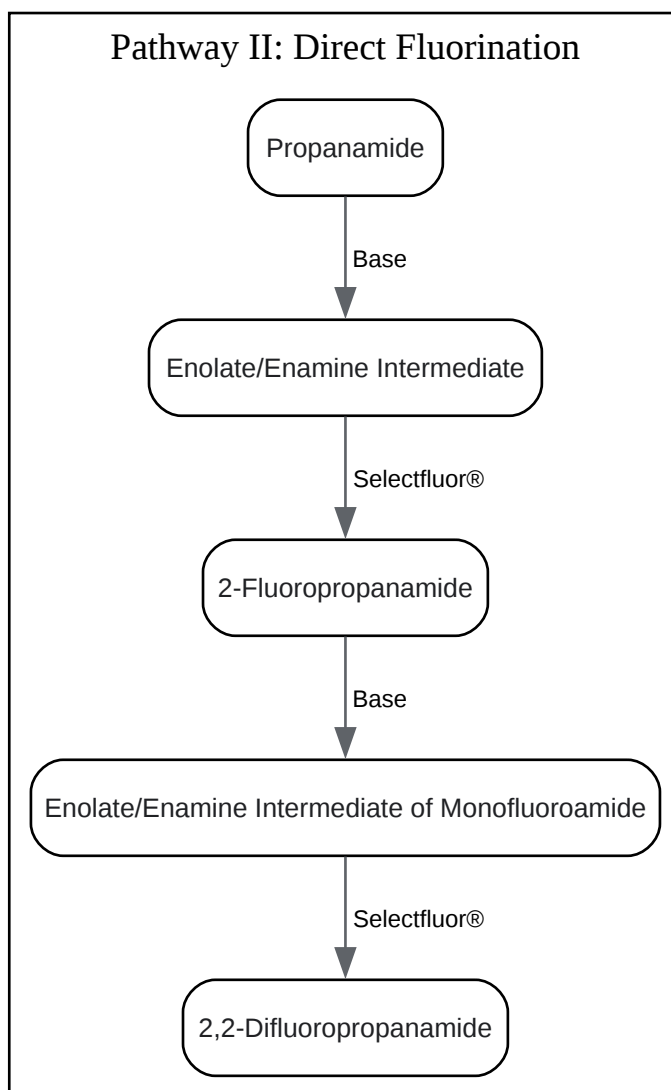 Pathway II: Direct Fluorination
Propanamide
Base
Enolate/Enamine Intermediate
Selectfluor®
2-Fluoropropanamide
Base
Enolate/Enamine Intermediate of Monofluoroamide
Selectfluor®
2,2-Difluoropropanamide